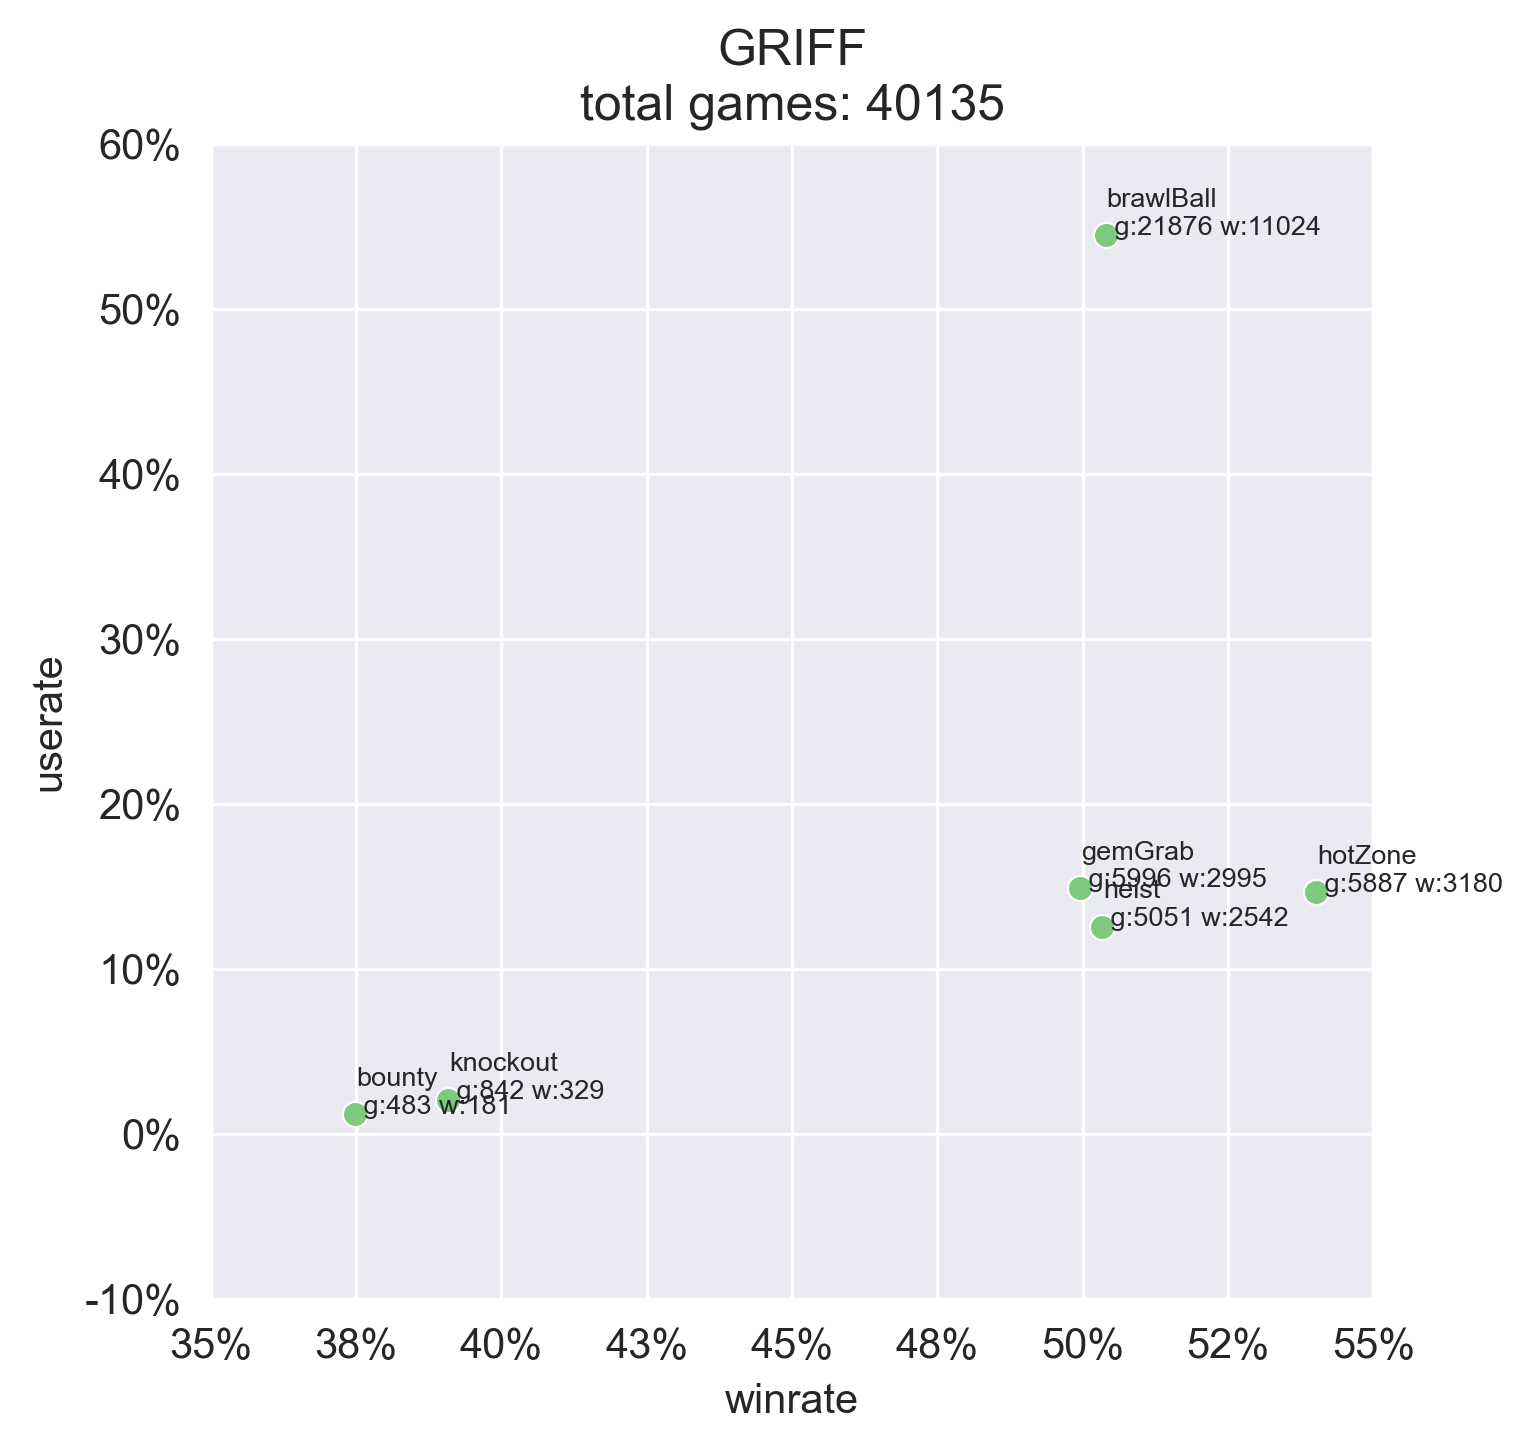 GRIFF
total games: 40135
60%
50%
40%
30%
20%
10%
0%
-10%
userate
brawlBall
g:21876 w:11024
gemGrab
g:5996 w:2995
heist
g:5051 w:2542
hotZone
g:5887 w:3180
knockout
g:842 w:329
bounty
g:483 w:181
35%
38%
40%
43%
45%
48%
50%
52%
55%
winrate